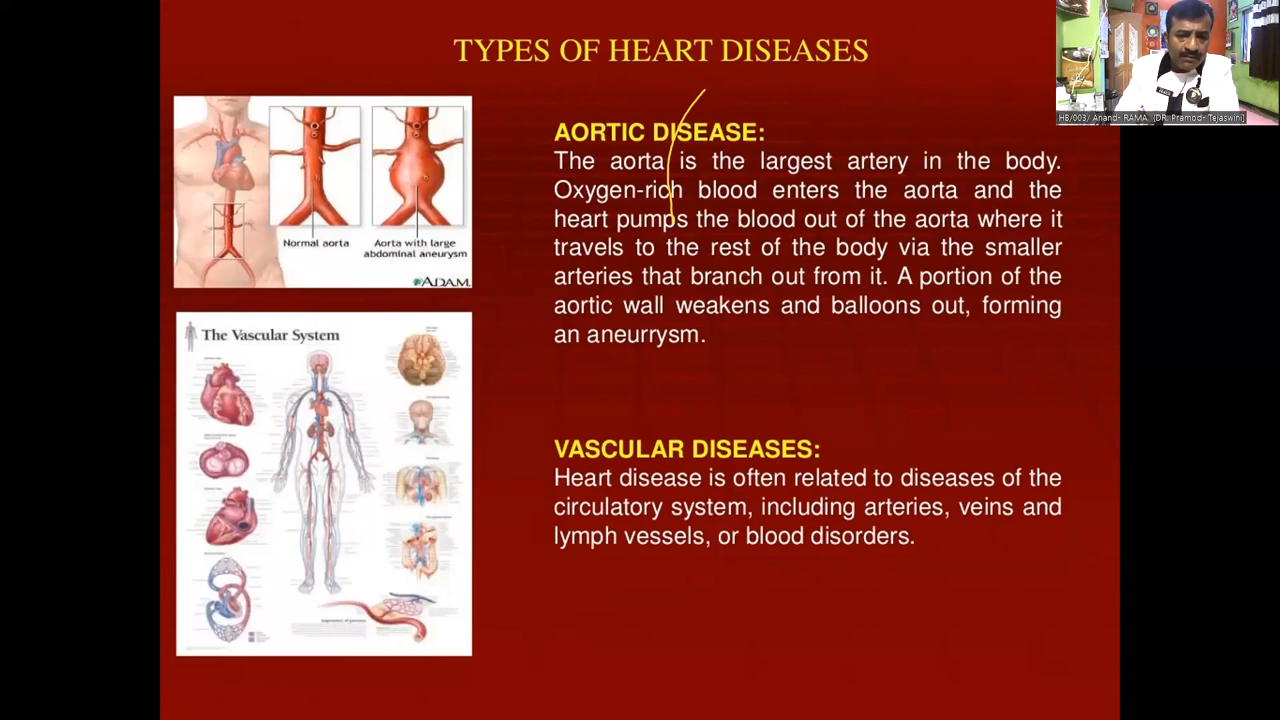 TYPES OF HEART DISEASES
HB/003/ Anand- RAMA [DR. Pramod- Tejaswini]
Normal aorta
Aorta with large
abdominal aneurysm
ADAM.
AORTIC DISEASE:
The aorta is the largest artery in the body.
Oxygen-rich blood enters the aorta and the
heart pumps the blood out of the aorta where it
travels to the rest of the body via the smaller
arteries that branch out from it. A portion of the
aortic wall weakens and balloons out, forming
an aneurrysm.
The Vascular System
VASCULAR DISEASES:
Heart disease is often related to diseases of the
circulatory system, including arteries, veins and
lymph vessels, or blood disorders.